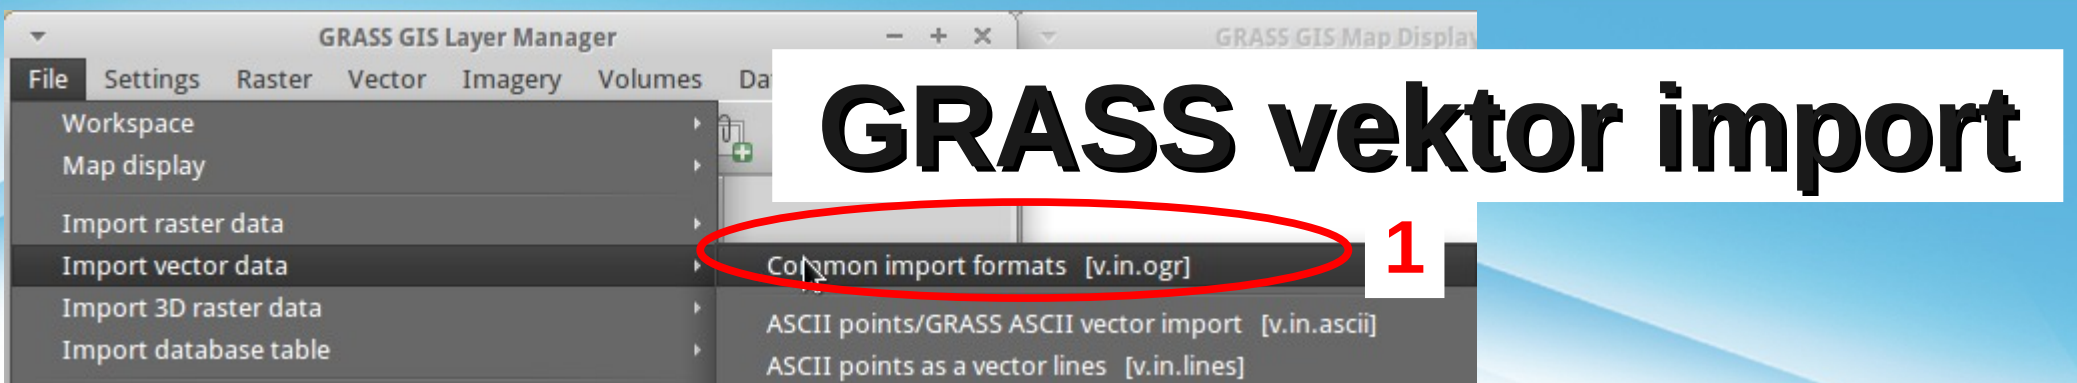 GRASS GIS Layer Manager
GRASS GIS Map Display
File Settings Raster Vector Imagery Volumes Da
GRASS vektor import
Workspace
Map display
Import raster data
Import vector data
Import 3D raster data
Import database table
Common import formats [v.in.ogr]
1
ASCII points/GRASS ASCII vector import [v.in.ascii]
ASCII points as a vector lines [v.in.lines]